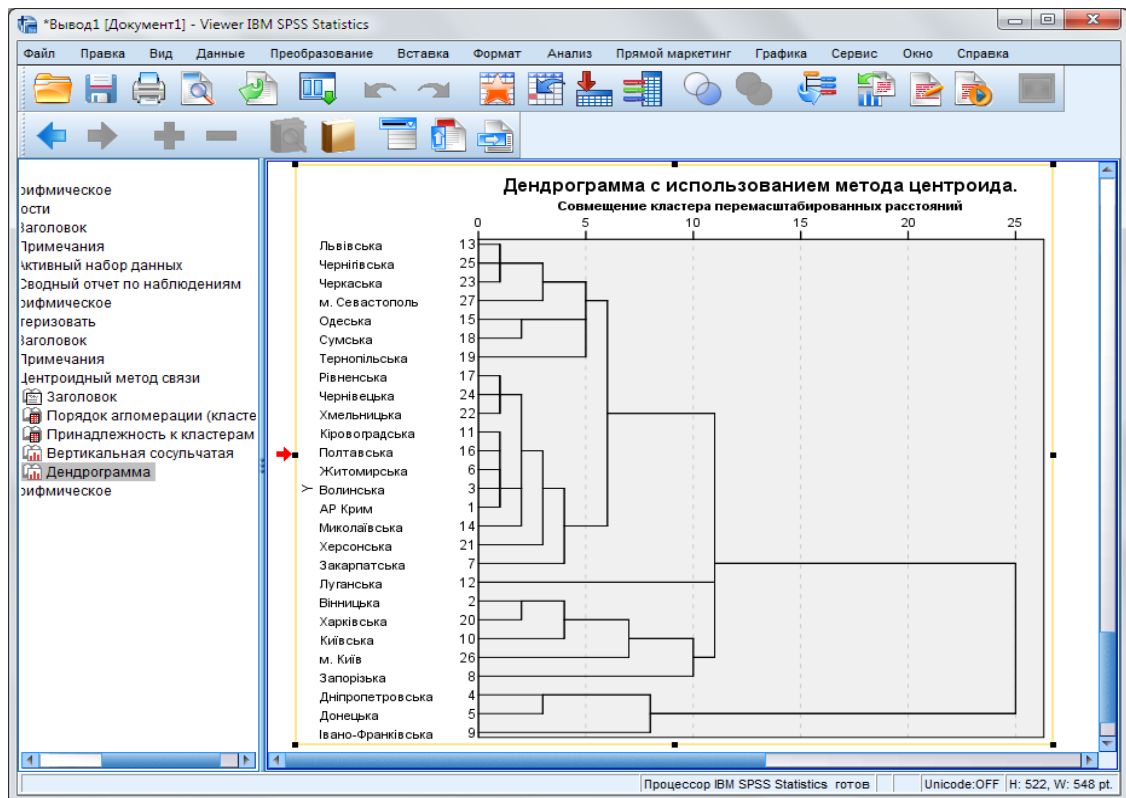 *Вывод1 [Документ1] - Viewer IBM SPSS Statistics
Файл Правка Вид Данные Преобразование Вставка Формат Анализ Прямой маркетинг Графика Сервис Окно Справка
рифмическое
ости
Заголовок
Примечания
Активный набор данных
Сводный отчет по наблюдениям
рифмическое
теризовать
Заголовок
Примечания
Центроидный метод связи
Заголовок
Порядок агломерации (класте
Принадлежность к кластерам
Вертикальная сосульчатая
Дендрограмма
рифмическое
Дендрограмма с использованием метода центроида.
Совмещение кластера перемасштабированных расстояний
0 5 10 15 20 25
Y
Львівська 13
Чернігівська 25
Черкаська 23
м. Севастополь 27
Одеська 15
Сумська 18
Тернопільська 19
Рівненська 17
Чернівецька 24
Хмельницька 22
Кіровоградська 11
Полтавська 16
Житомирська 6
Волинська 3
АР Крим 1
Миколаївська 14
Херсонська 21
Закарпатська 7
Луганська 12
Вінницька 2
Харківська 20
Київська 10
м. Київ 26
Запорізька 8
Дніпропетровська 4
Донецька 5
Івано-Франківська 9
Процессор IBM SPSS Statistics готов Unicode:OFF H: 522, W: 548 pt.